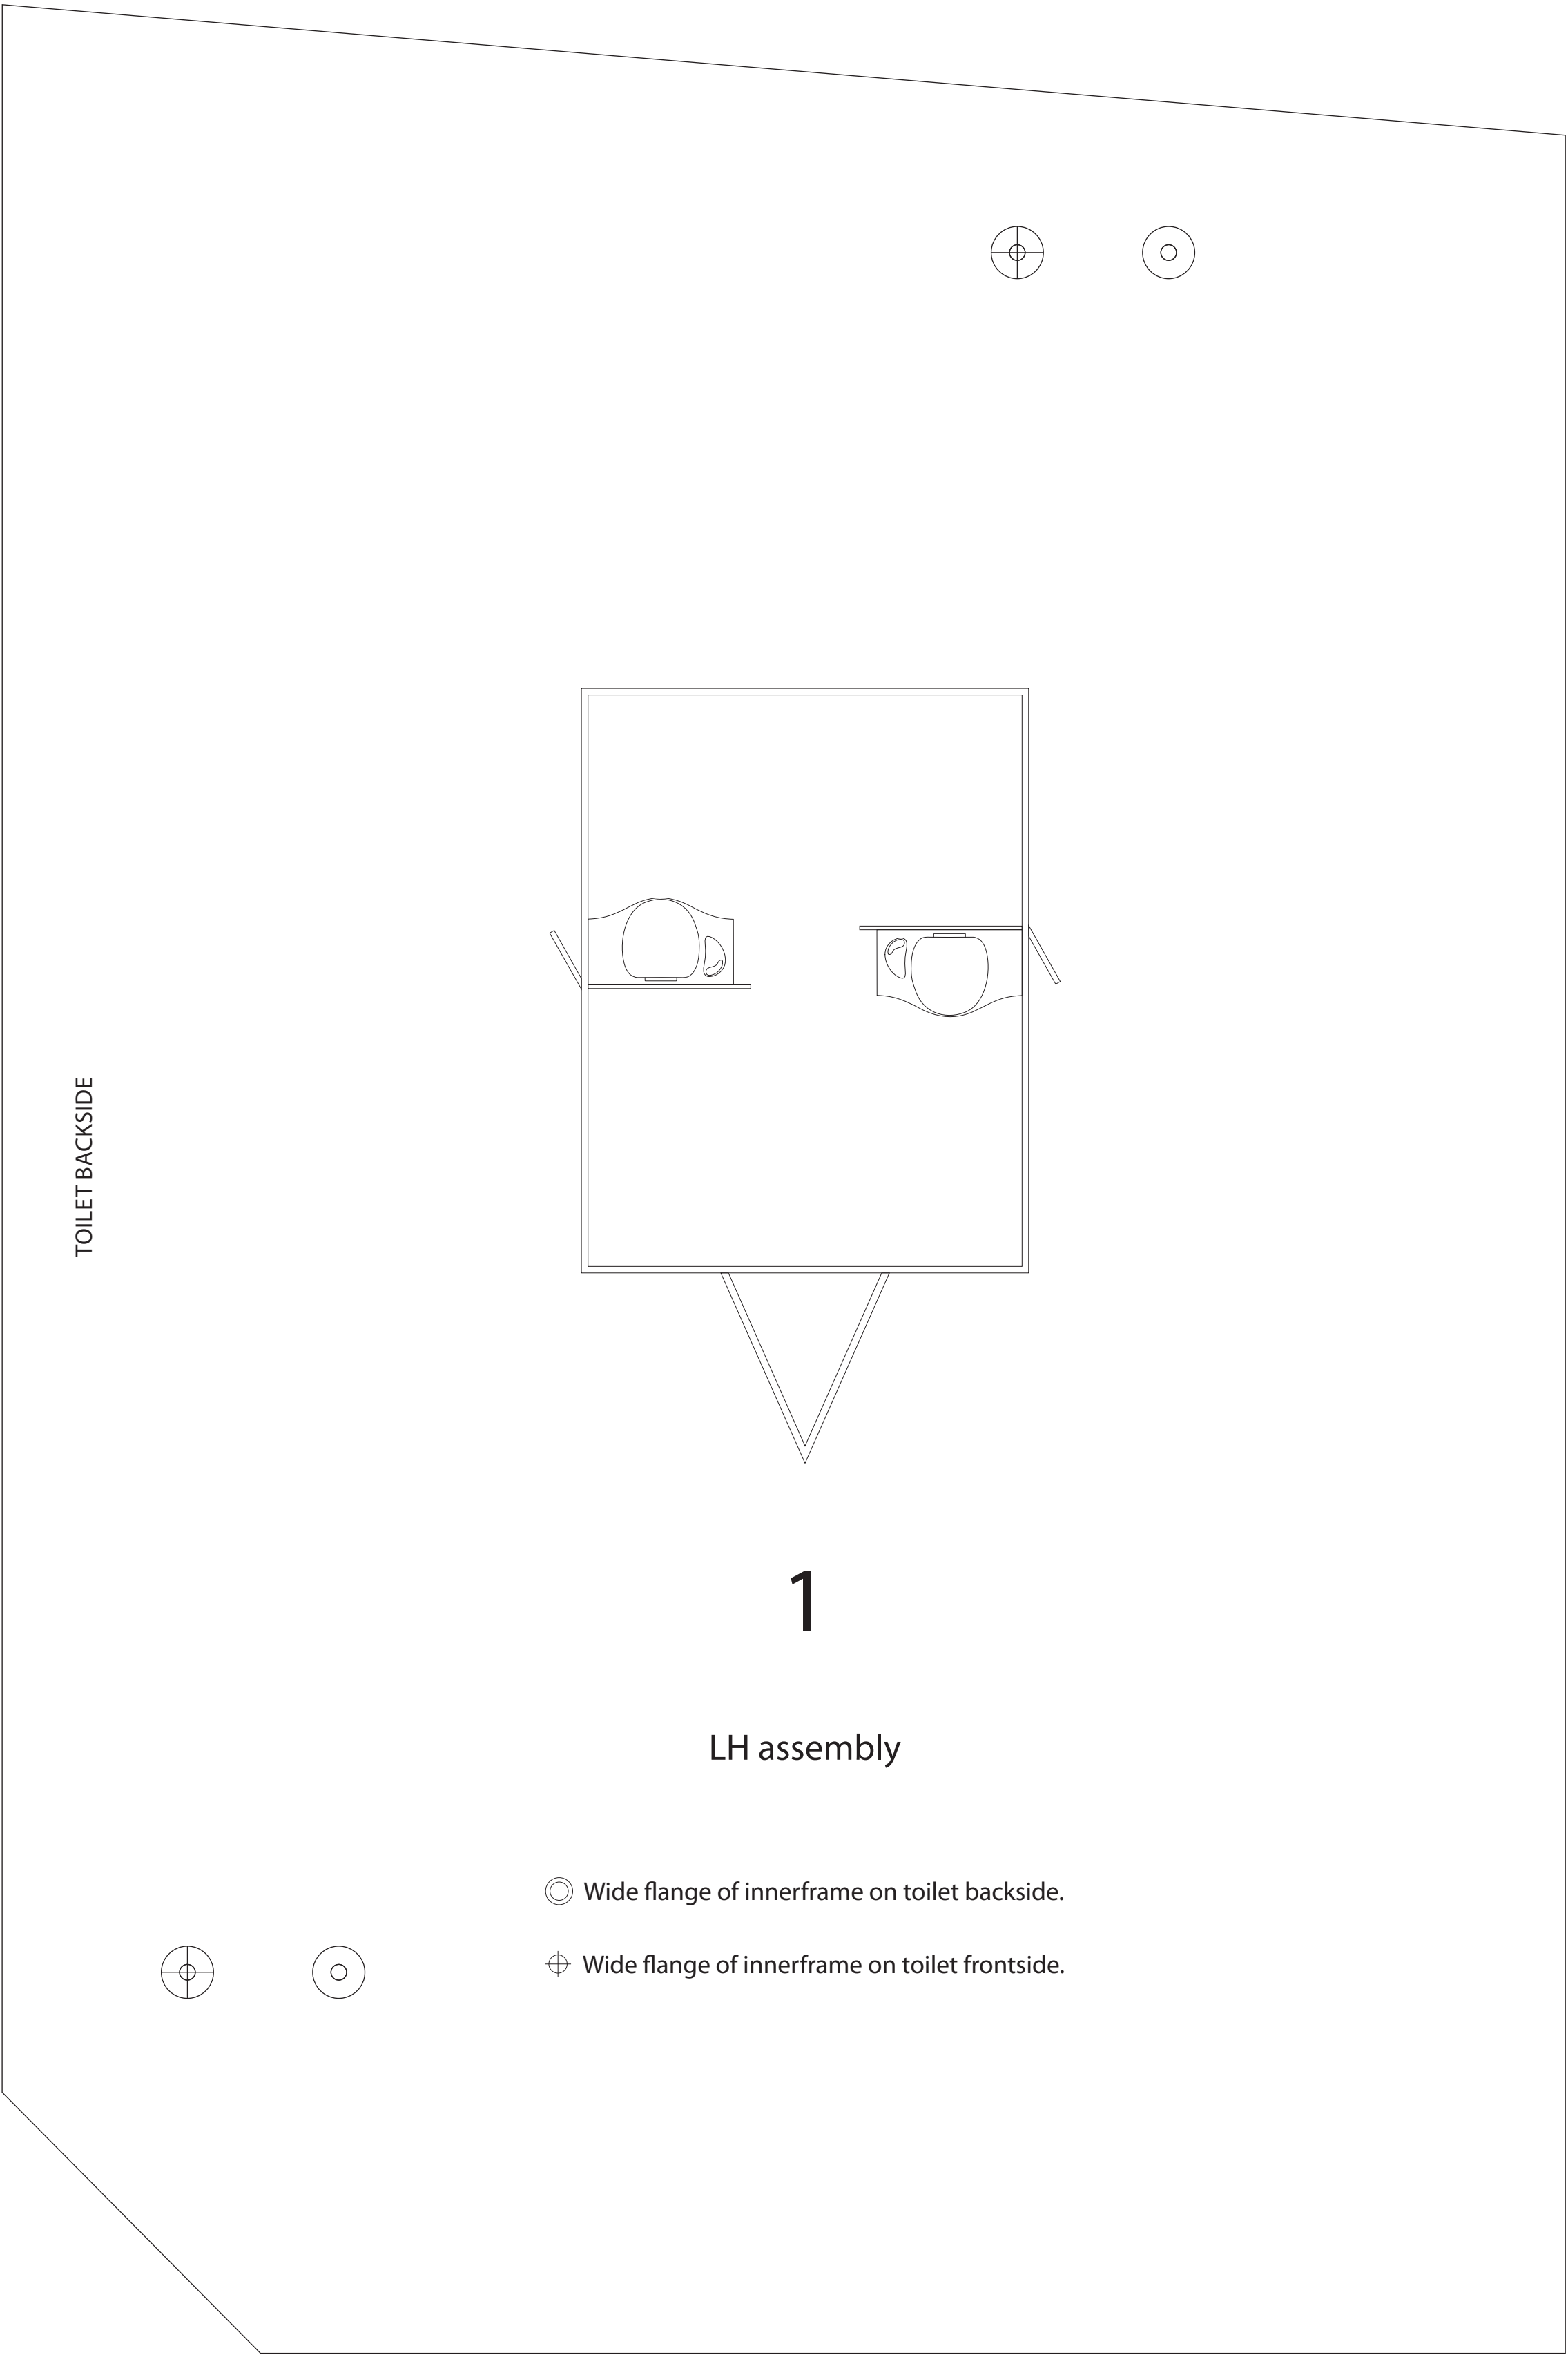 TOILET BACKSIDE
1
LH assembly
Wide flange of innerframe on toilet backside.
Wide flange of innerframe on toilet frontside.